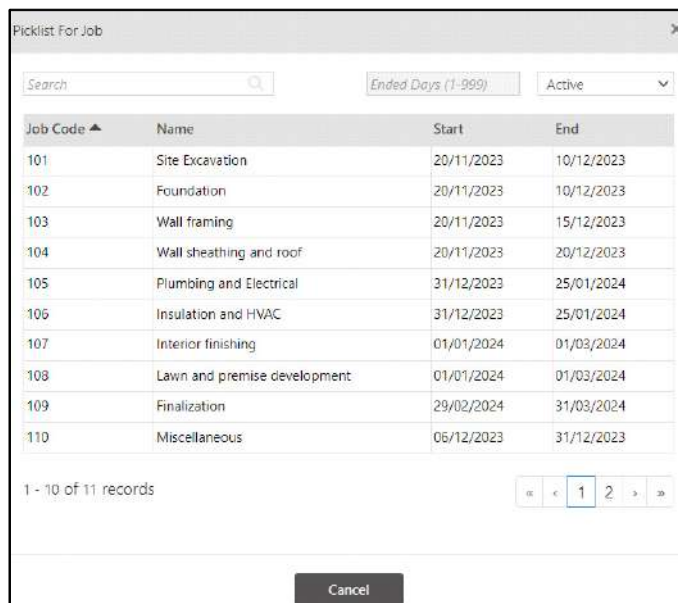 Picklist For Job ×
Search Ended Days (1-999) Active
Job Code ▲ Name Start End
101 Site Excavation 20/11/2023 10/12/2023
102 Foundation 20/11/2023 10/12/2023
103 Wall framing 20/11/2023 15/12/2023
104 Wall sheathing and roof 20/11/2023 20/12/2023
105 Plumbing and Electrical 31/12/2023 25/01/2024
106 Insulation and HVAC 31/12/2023 25/01/2024
107 Interior finishing 01/01/2024 01/03/2024
108 Lawn and premise development 01/01/2024 01/03/2024
109 Finalization 29/02/2024 31/03/2024
110 Miscellaneous 06/12/2023 31/12/2023
1 - 10 of 11 records « ‹ 1 2 › »
Cancel